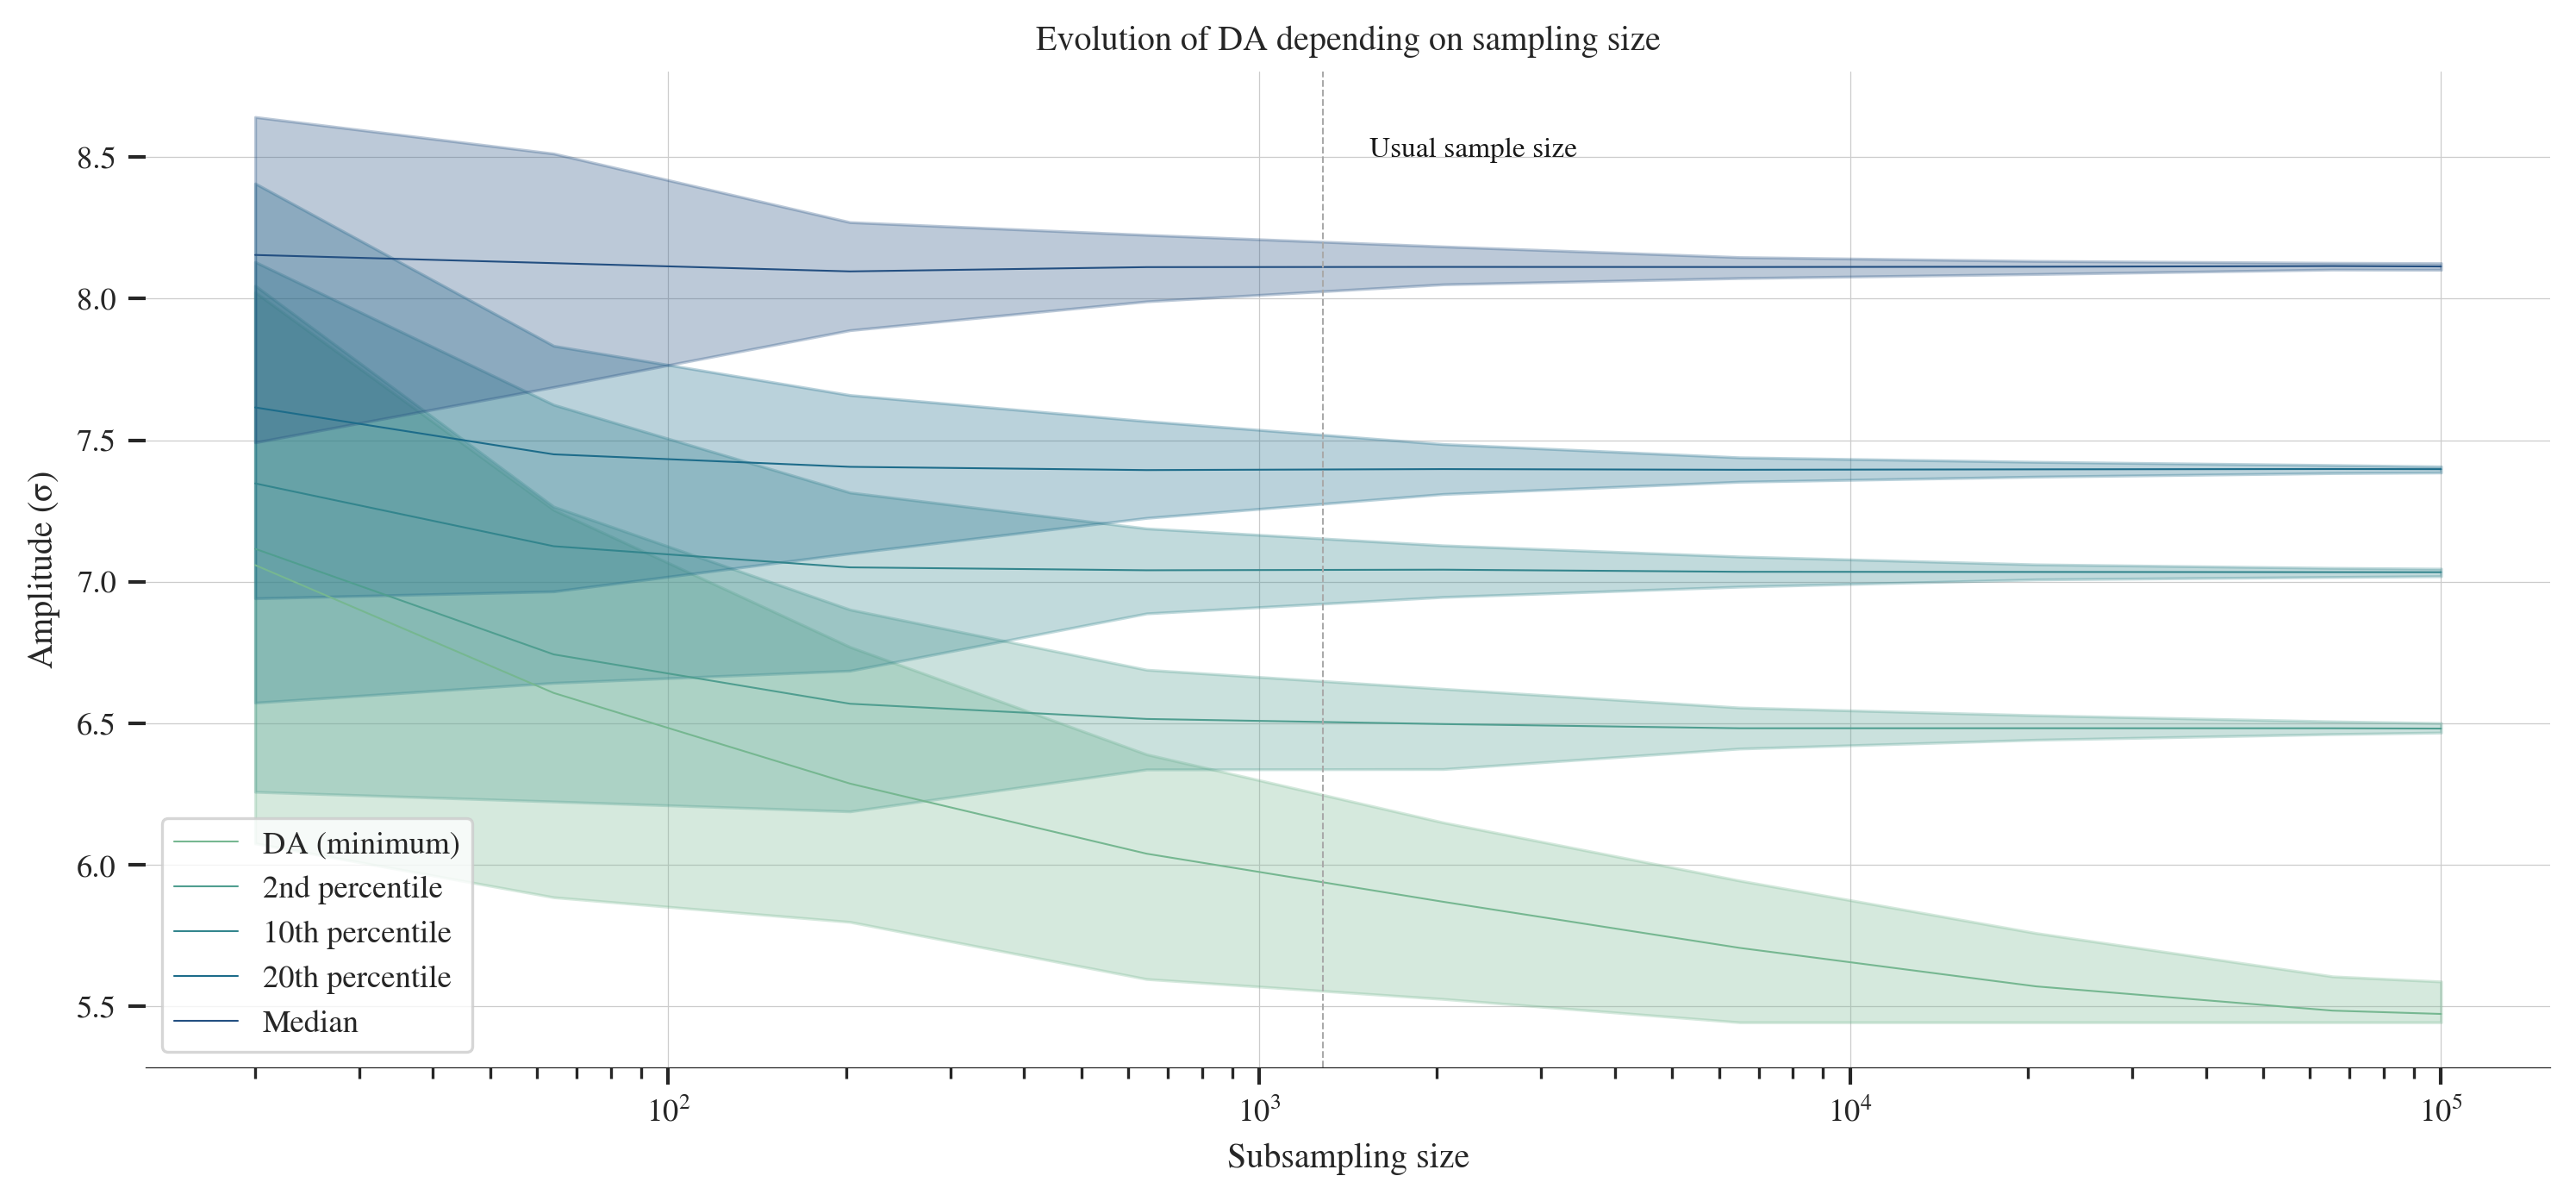 Evolution of DA depending on sampling size
Usual sample size
Amplitude (σ)
8.5
8.0
7.5
7.0
6.5
6.0
5.5
DA (minimum)
2nd percentile
10th percentile
20th percentile
Median
10² 10³ 10⁴ 10⁵
Subsampling size